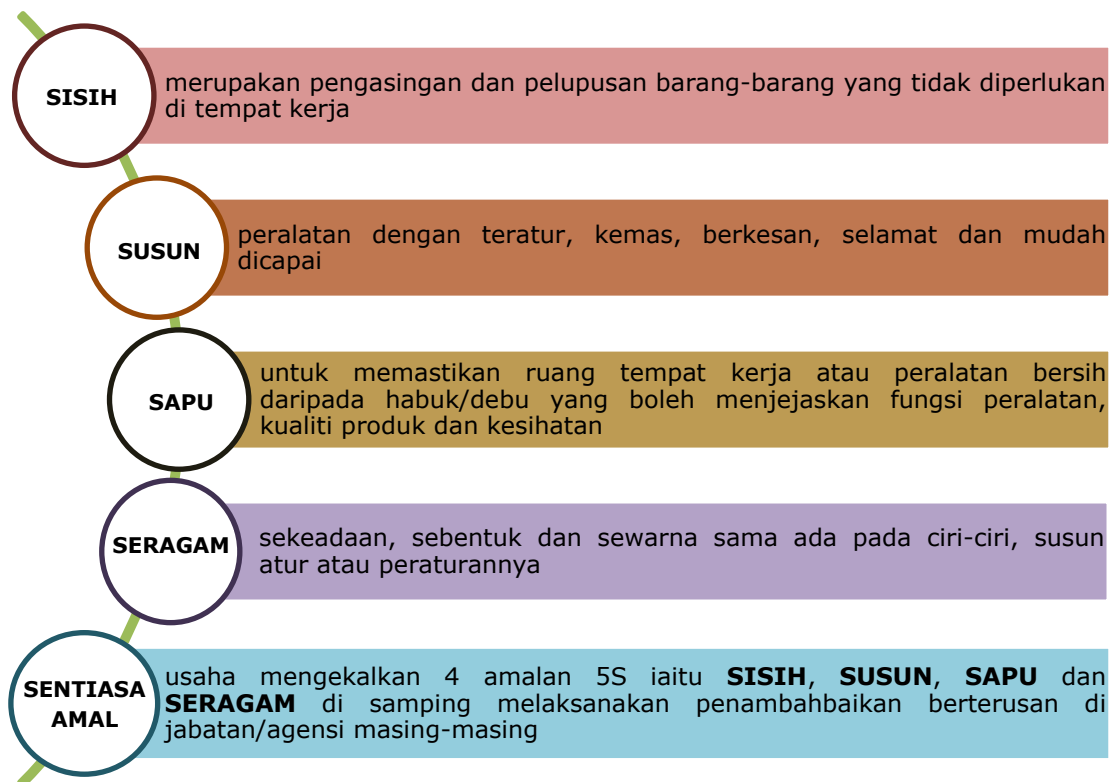 SISIH
merupakan pengasingan dan pelupusan barang-barang yang tidak diperlukan
di tempat kerja
SUSUN
peralatan dengan teratur, kemas, berkesan, selamat dan mudah
dicapai
SAPU
untuk memastikan ruang tempat kerja atau peralatan bersih
daripada habuk/debu yang boleh menjejaskan fungsi peralatan,
kualiti produk dan kesihatan
SERAGAM
sekeadaan, sebentuk dan sewarna sama ada pada ciri-ciri, susun
atur atau peraturannya
SENTIASA
AMAL
usaha mengekalkan 4 amalan 5S iaitu SISIH, SUSUN, SAPU dan
SERAGAM di samping melaksanakan penambahbaikan berterusan di
jabatan/agensi masing-masing